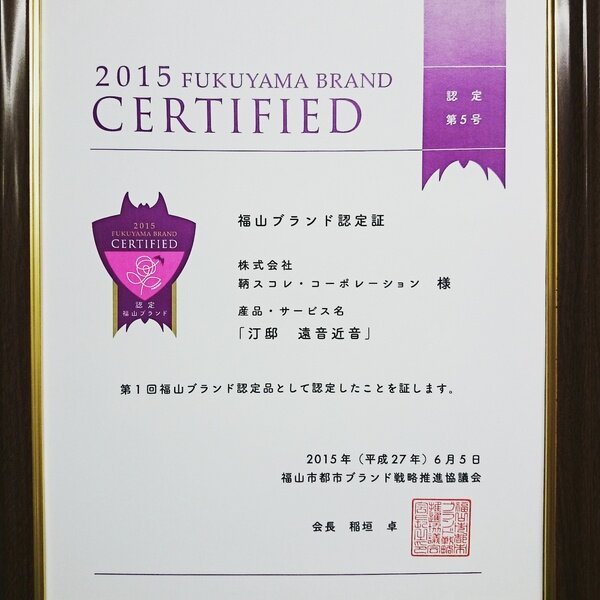 2015 FUKUYAMA BRAND
CERTIFIED
認定
第5号
2015
FUKUYAMA BRAND
CERTIFIED
認定
福山ブランド
福山ブランド認定証
株式会社
鞆スコレ・コーポレーション 様
産品・サービス名
「汀邸 遠音近音」
第1回福山ブランド認定品として認定したことを証します。
2015年（平成27年）6月5日
福山市都市ブランド戦略推進協議会
会長 稲垣 卓